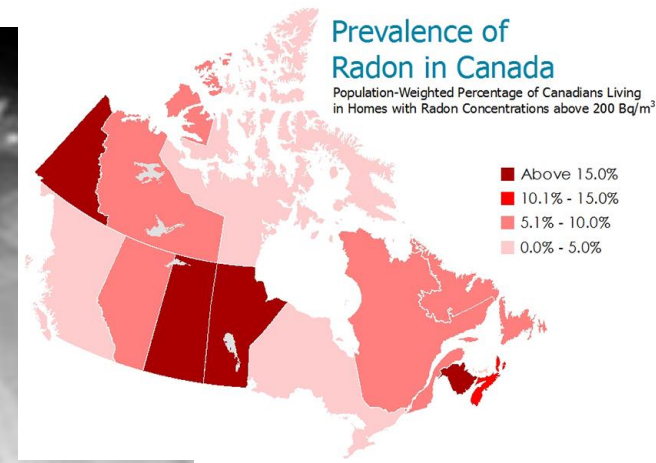 Prevalence of
Radon in Canada
Population-Weighted Percentage of Canadians Living
in Homes with Radon Concentrations above 200 Bq/m³
Above 15.0%
10.1% - 15.0%
5.1% - 10.0%
0.0% - 5.0%